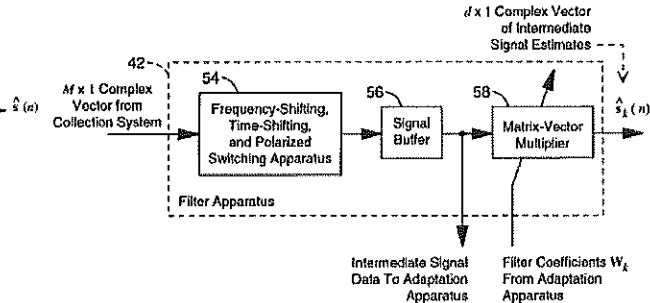 d x 1 Complex Vector
of Intermediate
Signal Estimates
42
M x 1 Complex
Vector from
Collection System
ŝ (n)
54
Frequency-Shifting,
Time-Shifting,
and Polarized
Switching Apparatus
56
Signal
Buffer
58
Matrix-Vector
Multiplier
ŝk (n)
Filter Apparatus
Intermediate Signal
Data To Adaptation
Apparatus
Filter Coefficients Wk
From Adaptation
Apparatus